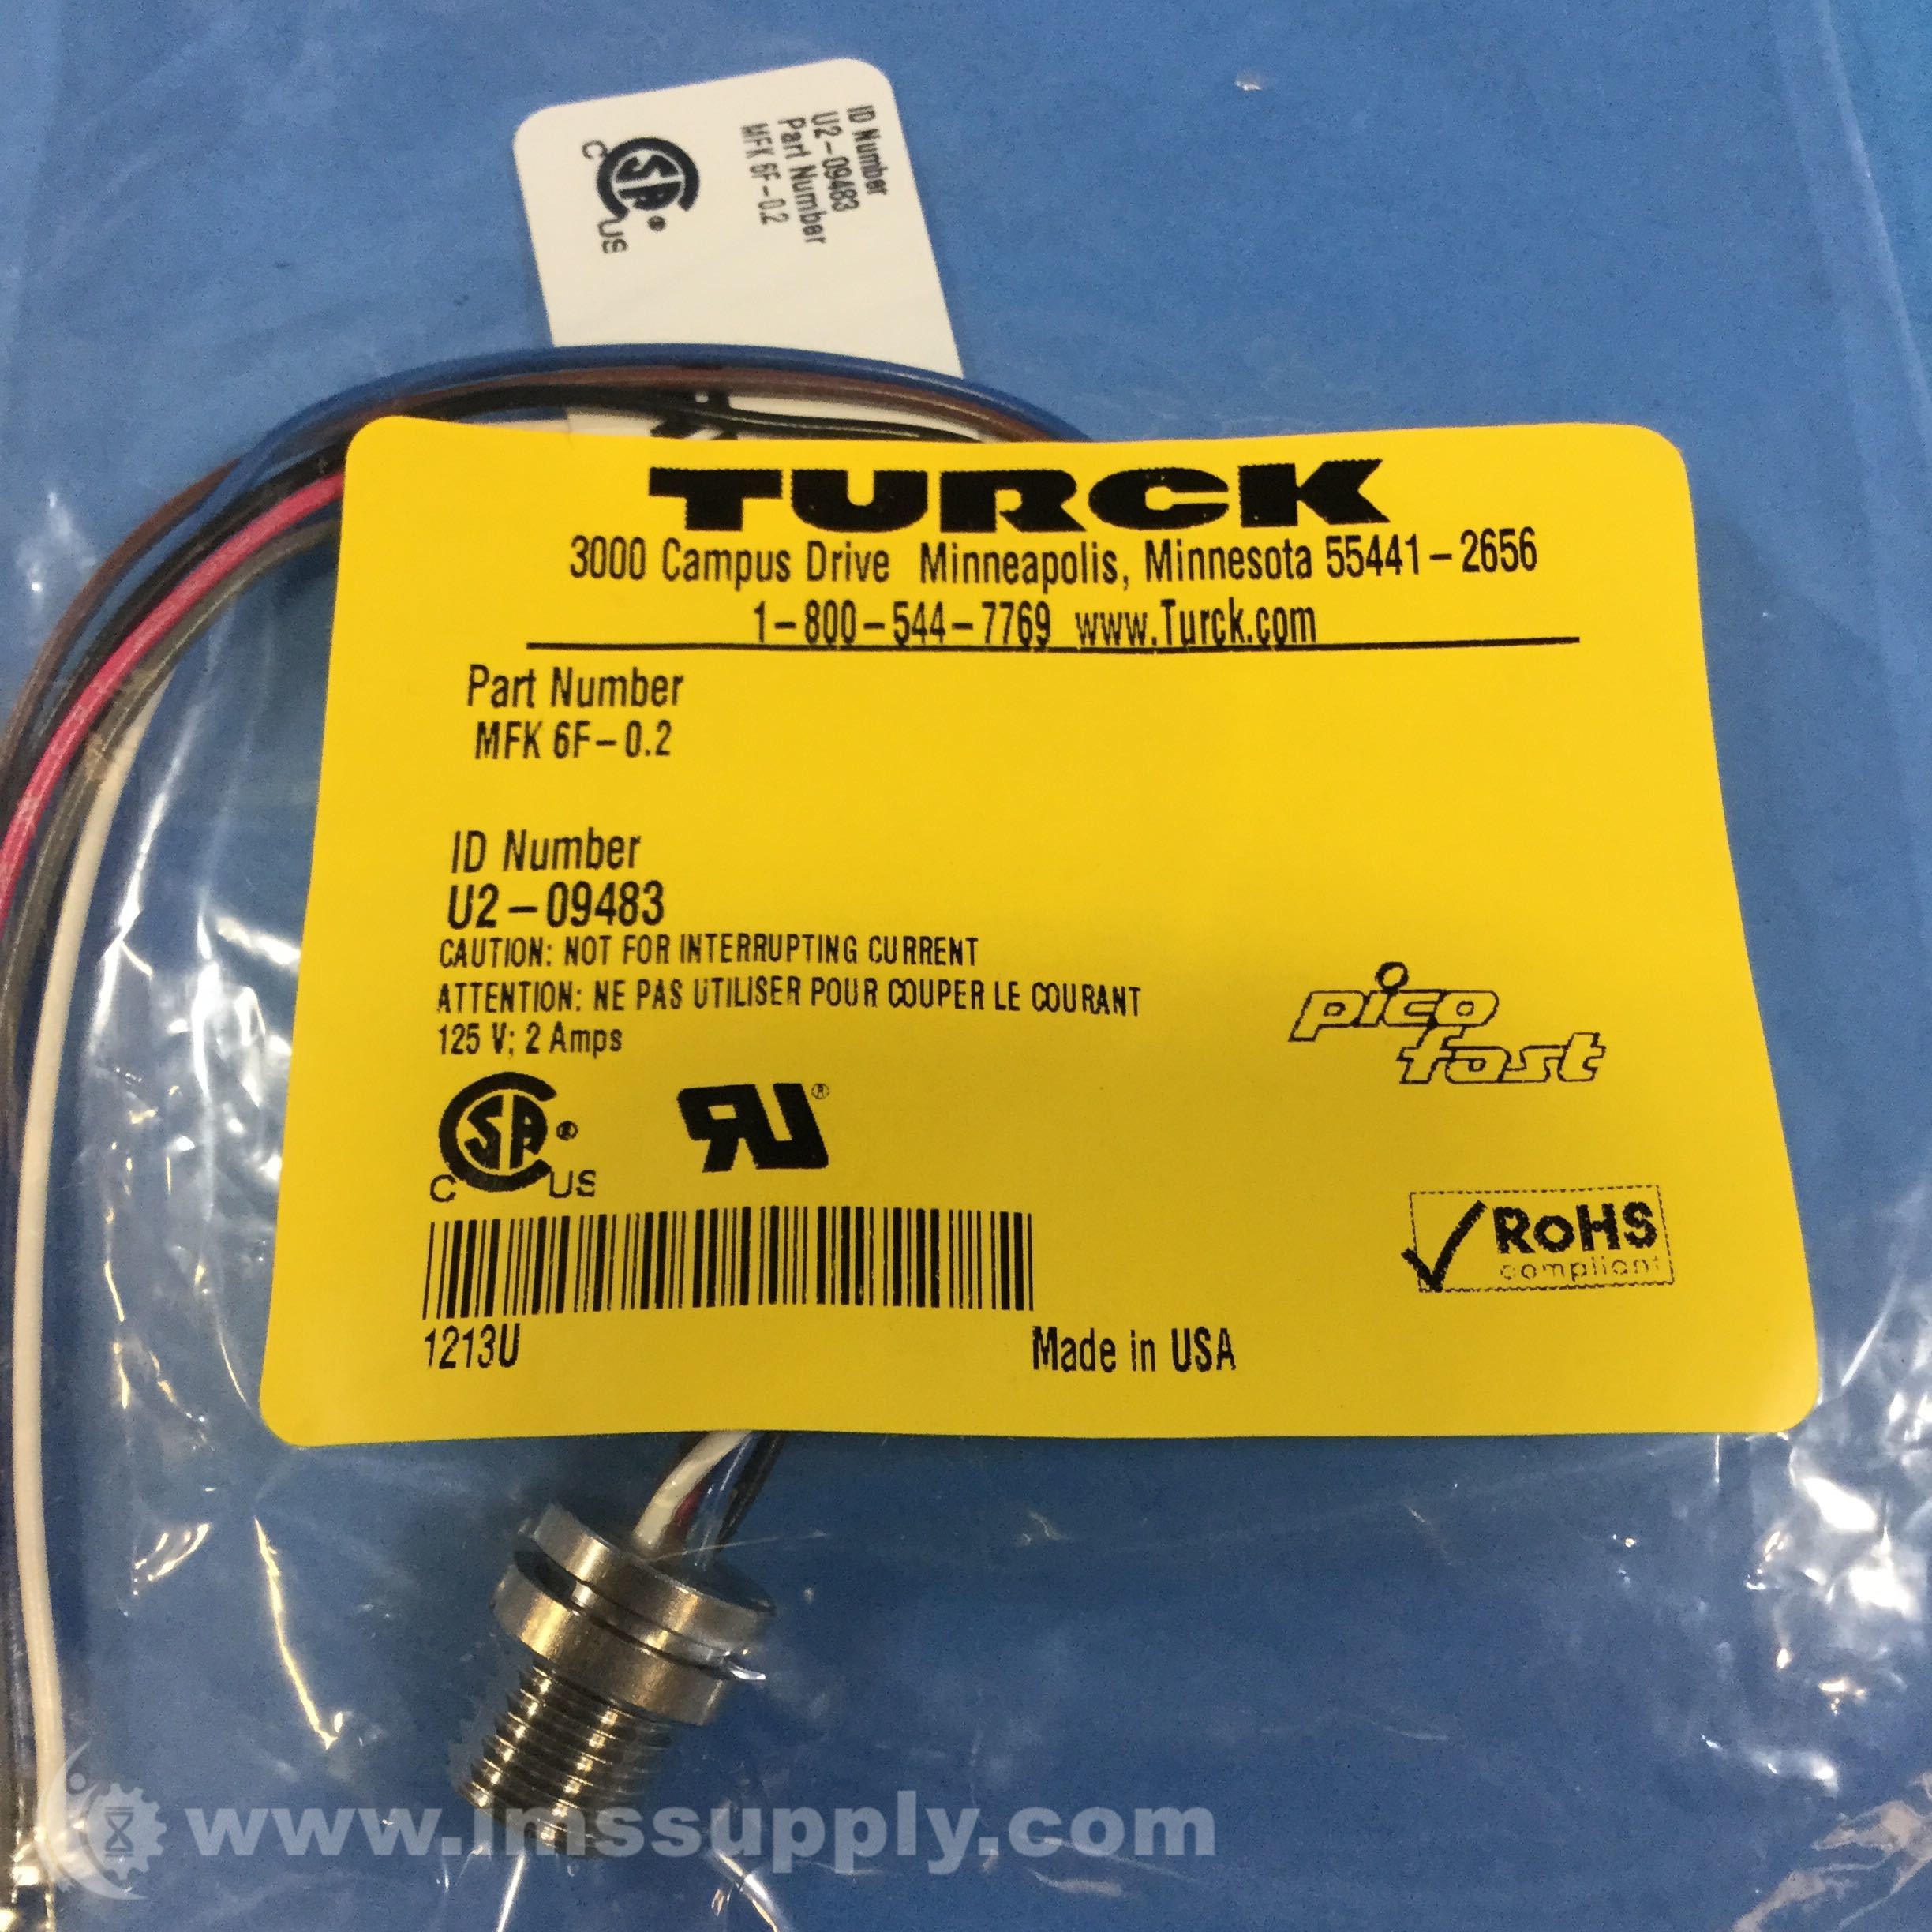 ID Number
U2-09483
Part Number
MFK 6F-0.2
CSA®
C US
TURCK
3000 Campus Drive Minneapolis, Minnesota 55441-2656
1-800-544-7769 www.Turck.com
Part Number
MFK 6F-0.2
ID Number
U2-09483
CAUTION: NOT FOR INTERRUPTING CURRENT
ATTENTION: NE PAS UTILISER POUR COUPER LE COURANT
125 V; 2 Amps
pico
fast
CSA®
C US
RU®
RoHS
compliant
1213U
Made in USA
www.imssupply.com